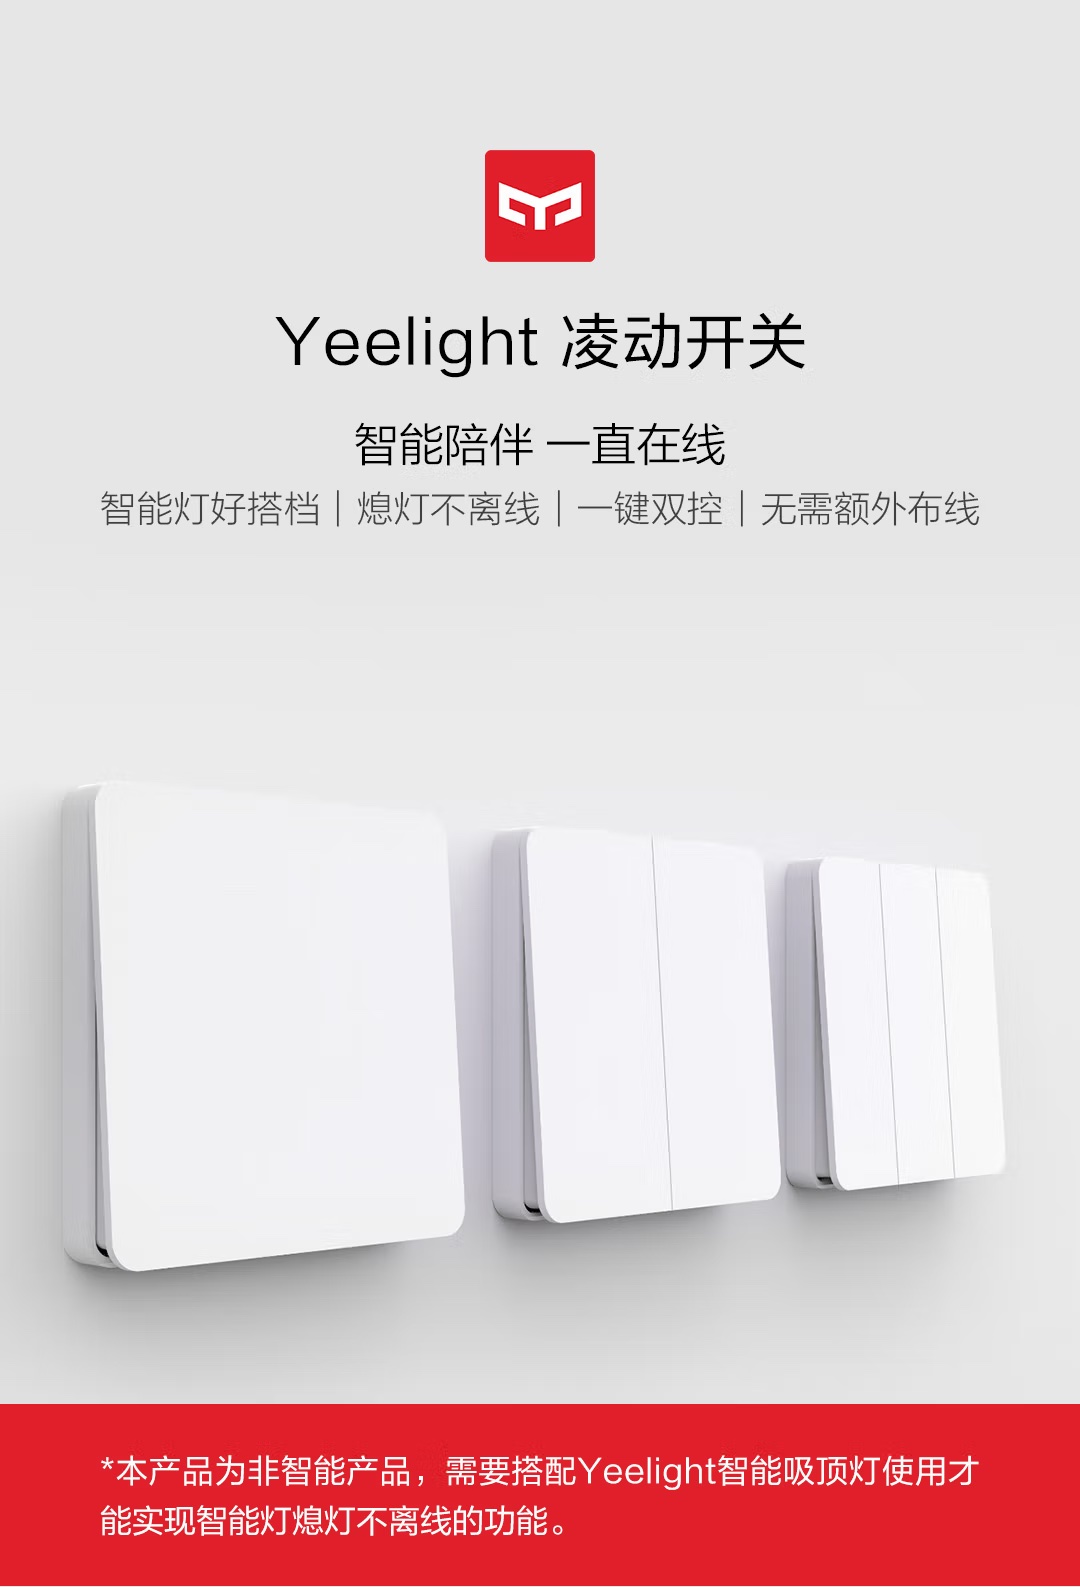 Yeelight 凌动开关
智能陪伴 一直在线
智能灯好搭档｜熄灯不离线｜一键双控｜无需额外布线
*本产品为非智能产品，需要搭配Yeelight智能吸顶灯使用才
能实现智能灯熄灯不离线的功能。